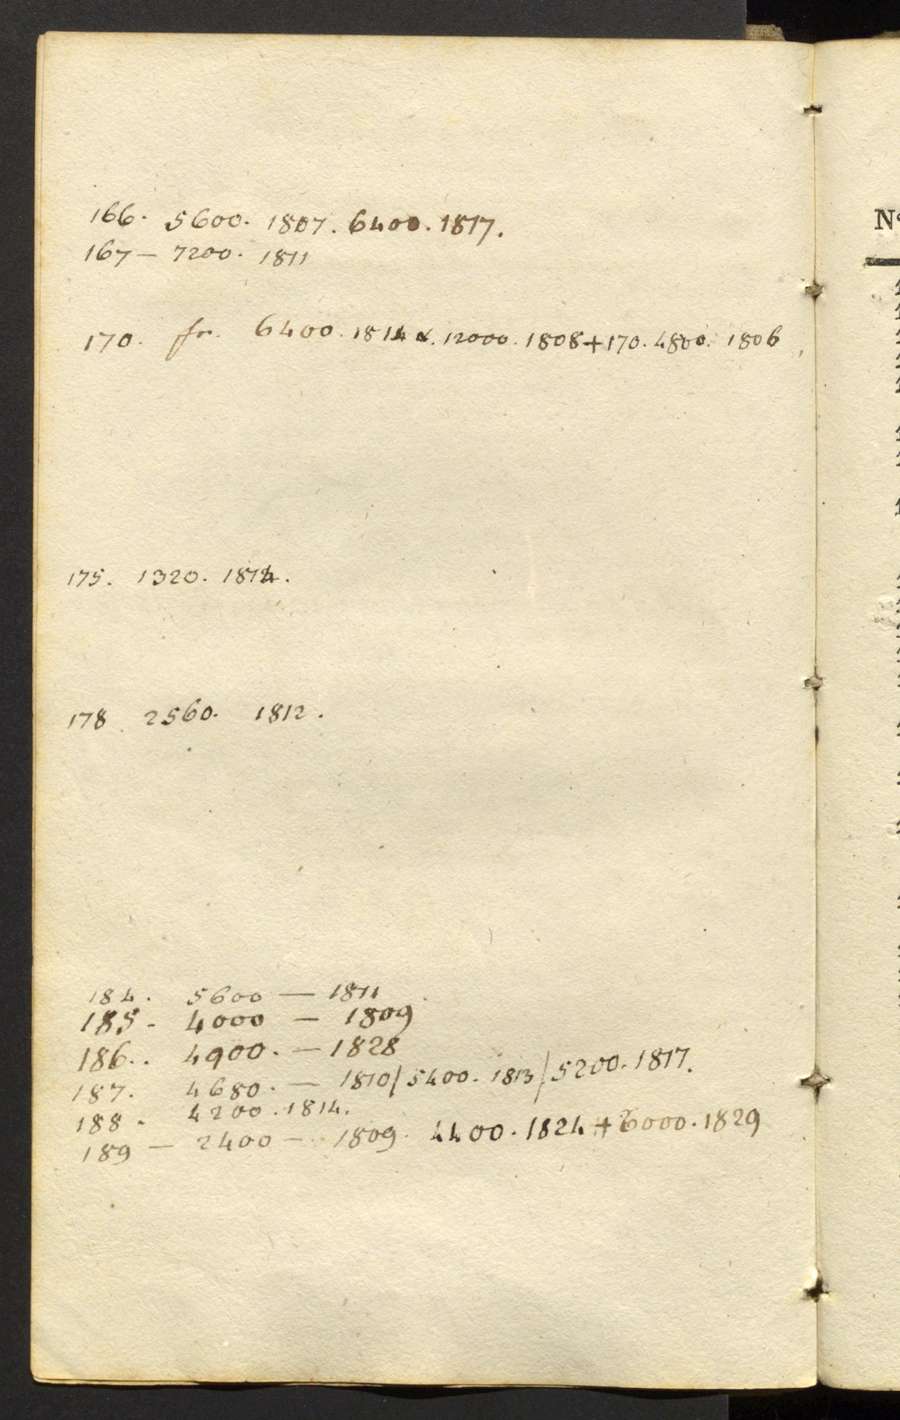 166. 5600. 1807. 6400. 1817.
167 — 7200. 1811
170. fr. 6400. 1814 &. 12000. 1808 + 170. 4800. 1806
175. 1320. 1812.
178. 2560. 1812.
184. 5600 — 1811
185. 4000 — 1809
186.. 4900. — 1828
187. 4680. — 1810/5400. 1813/5200. 1817.
188. 4200. 1814.
189 — 2400 — 1809. 4400. 1824 + 6000. 1829
N